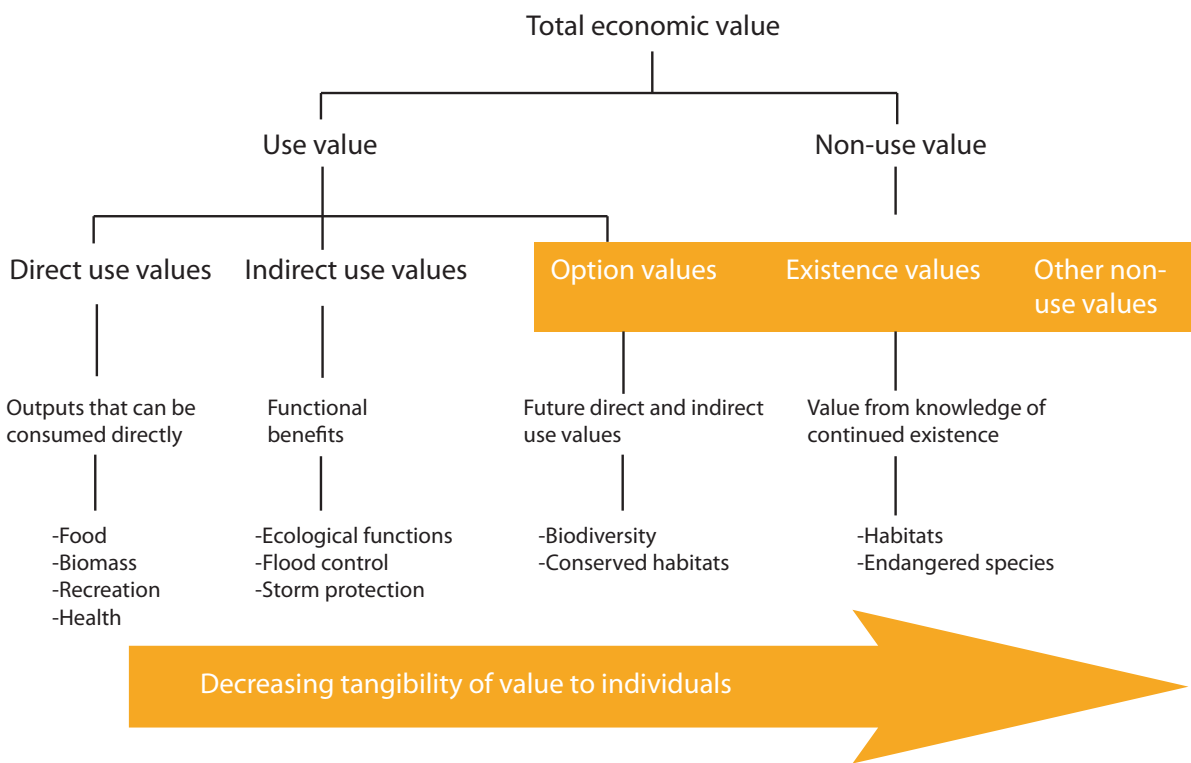 Total economic value
Use value
Non-use value
Direct use values
Indirect use values
Option values
Existence values
Other non-
use values
Outputs that can be
consumed directly
Functional
benefits
Future direct and indirect
use values
Value from knowledge of
continued existence
-Food
-Biomass
-Recreation
-Health
-Ecological functions
-Flood control
-Storm protection
-Biodiversity
-Conserved habitats
-Habitats
-Endangered species
Decreasing tangibility of value to individuals